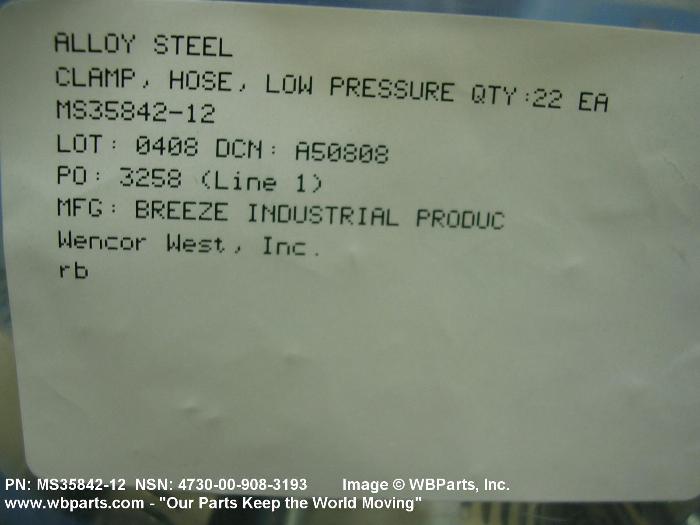 ALLOY STEEL
CLAMP, HOSE, LOW PRESSURE QTY:22 EA
MS35842-12
LOT: 0408 DCN: A50808
PO: 3258 (Line 1)
MFG: BREEZE INDUSTRIAL PRODUC
Wencor West, Inc.
rb
PN: MS35842-12 NSN: 4730-00-908-3193 Image © WBParts, Inc.
www.wbparts.com - "Our Parts Keep the World Moving"